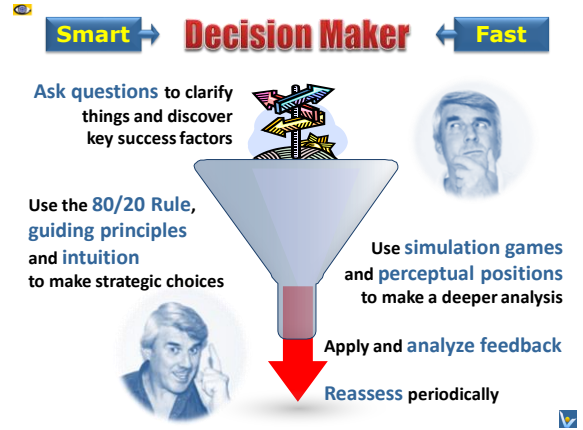 Smart
Decision Maker
Fast
Ask questions to clarify
things and discover
key success factors
Use the 80/20 Rule,
guiding principles
and intuition
to make strategic choices
Use simulation games
and perceptual positions
to make a deeper analysis
Apply and analyze feedback
Reassess periodically